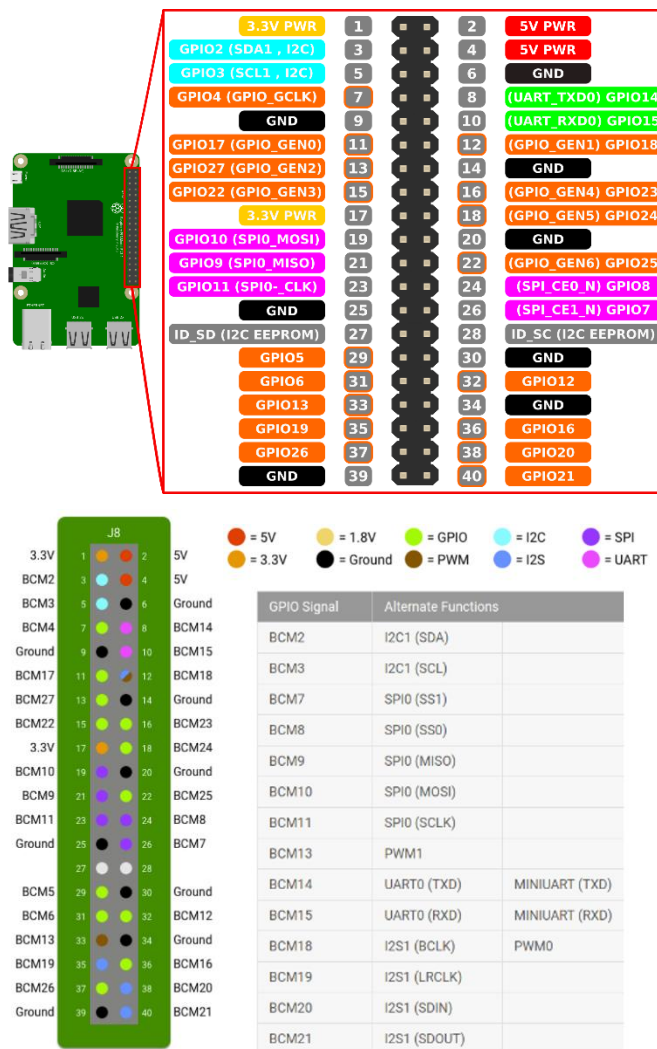 3.3V PWR 1 2 5V PWR
GPIO2 (SDA1 , I2C) 3 4 5V PWR
GPIO3 (SCL1 , I2C) 5 6 GND
GPIO4 (GPIO_GCLK) 7 8 (UART_TXD0) GPIO14
GND 9 10 (UART_RXD0) GPIO15
GPIO17 (GPIO_GEN0) 11 12 (GPIO_GEN1) GPIO18
GPIO27 (GPIO_GEN2) 13 14 GND
GPIO22 (GPIO_GEN3) 15 16 (GPIO_GEN4) GPIO23
3.3V PWR 17 18 (GPIO_GEN5) GPIO24
GPIO10 (SPI0_MOSI) 19 20 GND
GPIO9 (SPI0_MISO) 21 22 (GPIO_GEN6) GPIO25
GPIO11 (SPI0-_CLK) 23 24 (SPI_CE0_N) GPIO8
GND 25 26 (SPI_CE1_N) GPIO7
ID_SD (I2C EEPROM) 27 28 ID_SC (I2C EEPROM)
GPIO5 29 30 GND
GPIO6 31 32 GPIO12
GPIO13 33 34 GND
GPIO19 35 36 GPIO16
GPIO26 37 38 GPIO20
GND 39 40 GPIO21
J8
3.3V 1 2 5V
BCM2 3 4 5V
BCM3 5 6 Ground
BCM4 7 8 BCM14
Ground 9 10 BCM15
BCM17 11 12 BCM18
BCM27 13 14 Ground
BCM22 15 16 BCM23
3.3V 17 18 BCM24
BCM10 19 20 Ground
BCM9 21 22 BCM25
BCM11 23 24 BCM8
Ground 25 26 BCM7
27 28
BCM5 29 30 Ground
BCM6 31 32 BCM12
BCM13 33 34 Ground
BCM19 35 36 BCM16
BCM26 37 38 BCM20
Ground 39 40 BCM21
= 5V = 1.8V = GPIO = I2C = SPI
= 3.3V = Ground = PWM = I2S = UART
GPIO Signal Alternate Functions
BCM2 I2C1 (SDA)
BCM3 I2C1 (SCL)
BCM7 SPI0 (SS1)
BCM8 SPI0 (SS0)
BCM9 SPI0 (MISO)
BCM10 SPI0 (MOSI)
BCM11 SPI0 (SCLK)
BCM13 PWM1
BCM14 UART0 (TXD) MINIUART (TXD)
BCM15 UART0 (RXD) MINIUART (RXD)
BCM18 I2S1 (BCLK) PWM0
BCM19 I2S1 (LRCLK)
BCM20 I2S1 (SDIN)
BCM21 I2S1 (SDOUT)